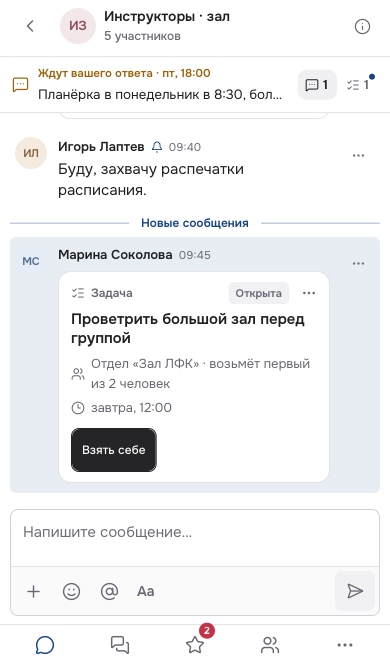 ИЗ
Инструкторы · зал
5 участников
Ждут вашего ответа · пт, 18:00
Планёрка в понедельник в 8:30, бол...
1
1
ИЛ
Игорь Лаптев 09:40
Буду, захвачу распечатки
расписания.
Новые сообщения
МС
Марина Соколова 09:45
Задача
Открыта
Проветрить большой зал перед
группой
Отдел «Зал ЛФК» · возьмёт первый
из 2 человек
завтра, 12:00
Взять себе
Напишите сообщение...
Aa
2